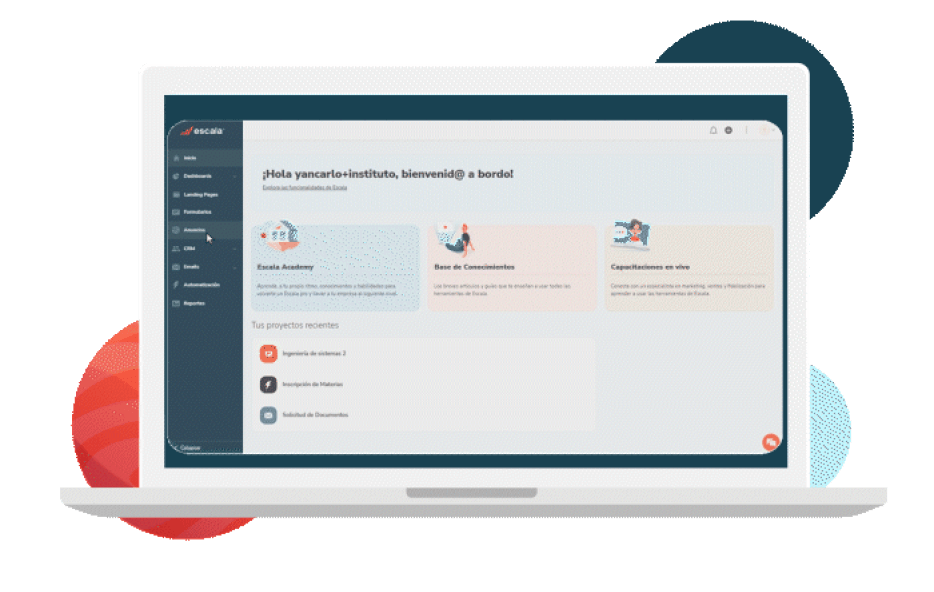 escala
Inicio
Dashboards
Landing Pages
Formularios
Anuncios
CRM
Emails
Automatización
Reportes
Colapsar
¡Hola yancarlo+instituto, bienvenid@ a bordo!
Explora las funcionalidades de Escala
Escala Academy
Aprende, a tu propio ritmo, conocimientos y habilidades para
volverte un Escala pro y llevar a tu empresa al siguiente nivel.
Base de Conocimientos
Lee breves artículos y guías que te enseñan a usar todas las
herramientas de Escala
Capacitaciones en vivo
Conecta con un especialista en marketing, ventas y fidelización para
aprender a usar las herramientas de Escala
Tus proyectos recientes
Ingeniería de sistemas 2
Inscripción de Materias
Solicitud de Documentos